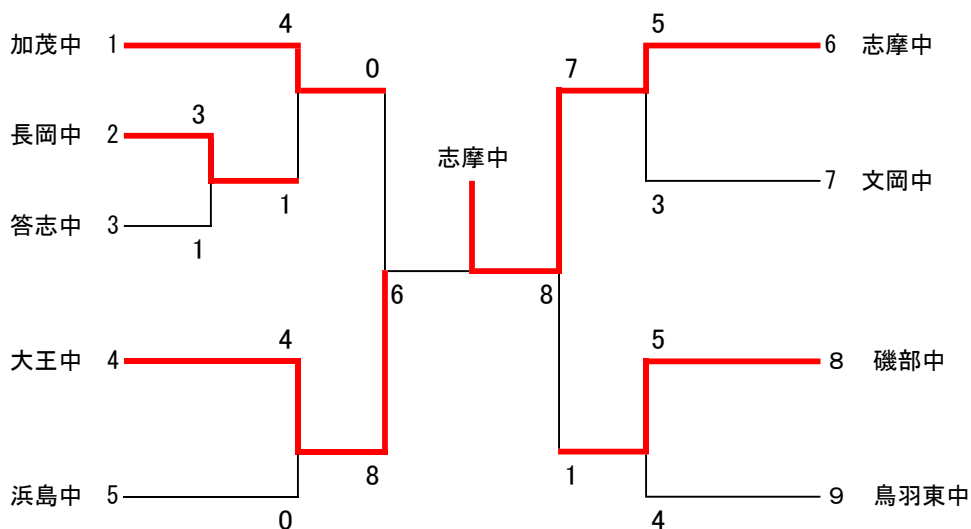 加茂中 1 4 5 6 志摩中
0 7
長岡中 2 3
志摩中
1 3 7 文岡中
答志中 3 1
6 8
大王中 4 4 5 8 磯部中
8 1
浜島中 5 0 4 9 鳥羽東中